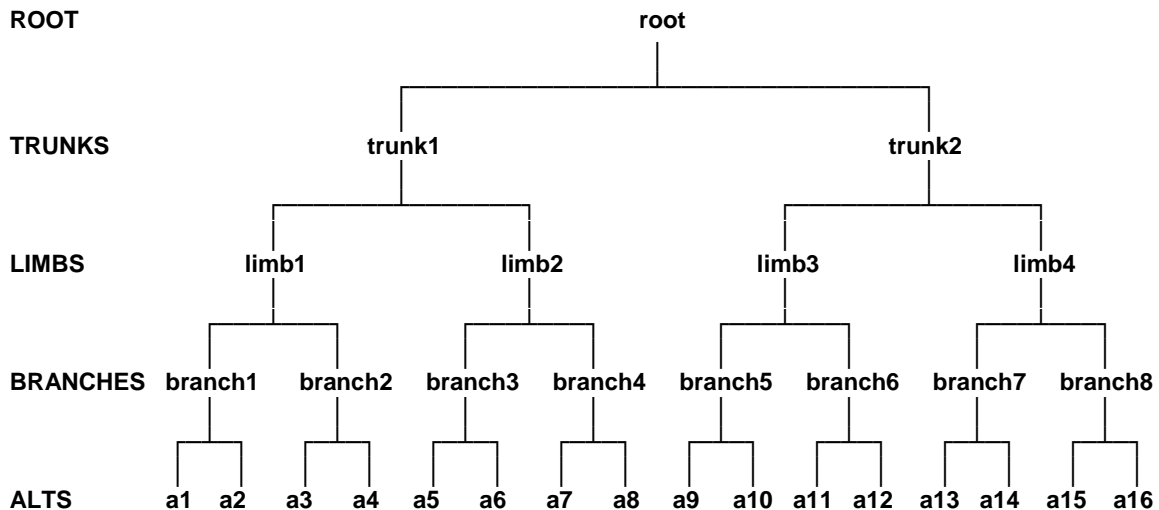 ROOT root
TRUNKS trunk1 trunk2
LIMBS limb1 limb2 limb3 limb4
BRANCHES branch1 branch2 branch3 branch4 branch5 branch6 branch7 branch8
ALTS a1 a2 a3 a4 a5 a6 a7 a8 a9 a10 a11 a12 a13 a14 a15 a16